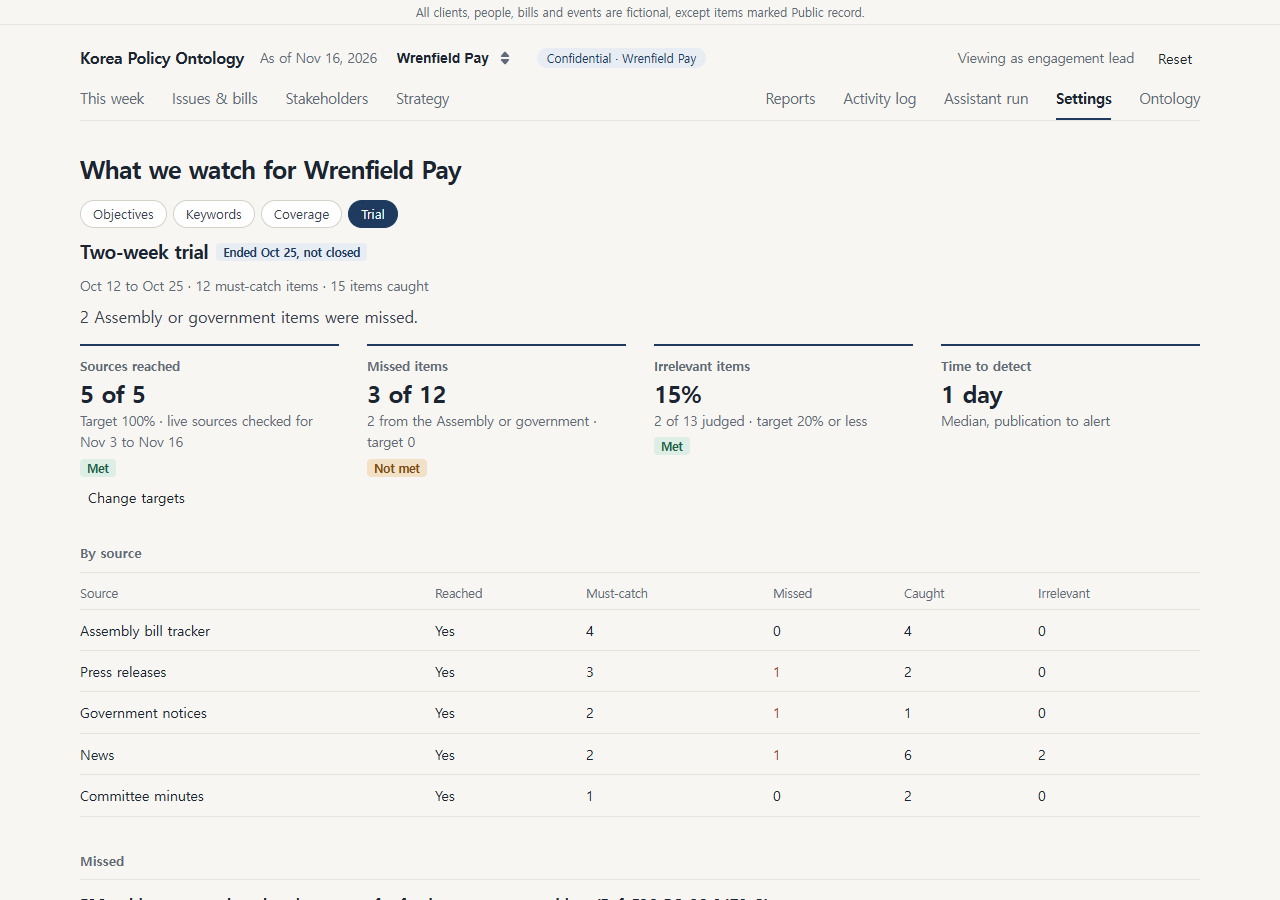 All clients, people, bills and events are fictional, except items marked Public record.
Korea Policy Ontology As of Nov 16, 2026 Wrenfield Pay Confidential · Wrenfield Pay Viewing as engagement lead Reset
This week Issues & bills Stakeholders Strategy Reports Activity log Assistant run Settings Ontology
What we watch for Wrenfield Pay
Objectives Keywords Coverage Trial
Two-week trial Ended Oct 25, not closed
Oct 12 to Oct 25 · 12 must-catch items · 15 items caught
2 Assembly or government items were missed.
Sources reached Missed items Irrelevant items Time to detect
5 of 5 3 of 12 15% 1 day
Target 100% · live sources checked for 2 from the Assembly or government · 2 of 13 judged · target 20% or less Median, publication to alert
Nov 3 to Nov 16 target 0 Met
Met Not met
Change targets
By source
Source Reached Must-catch Missed Caught Irrelevant
Assembly bill tracker Yes 4 0 4 0
Press releases Yes 3 1 2 0
Government notices Yes 2 1 1 0
News Yes 2 1 6 2
Committee minutes Yes 1 0 2 0
Missed